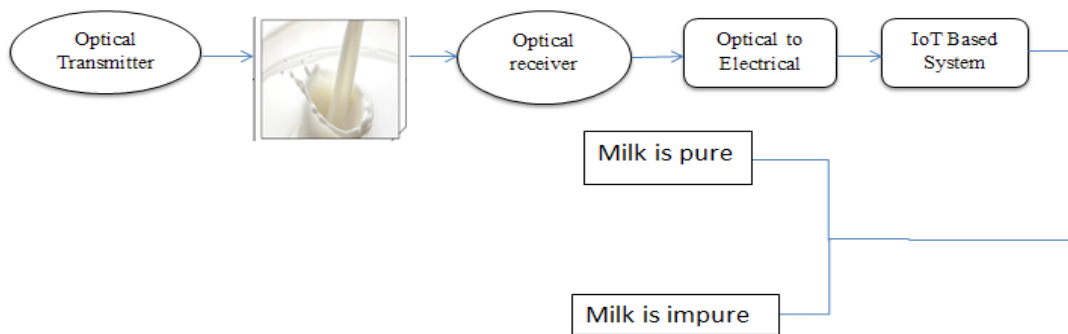 Optical
Transmitter
Optical
receiver
Optical to
Electrical
IoT Based
System
Milk is pure
Milk is impure